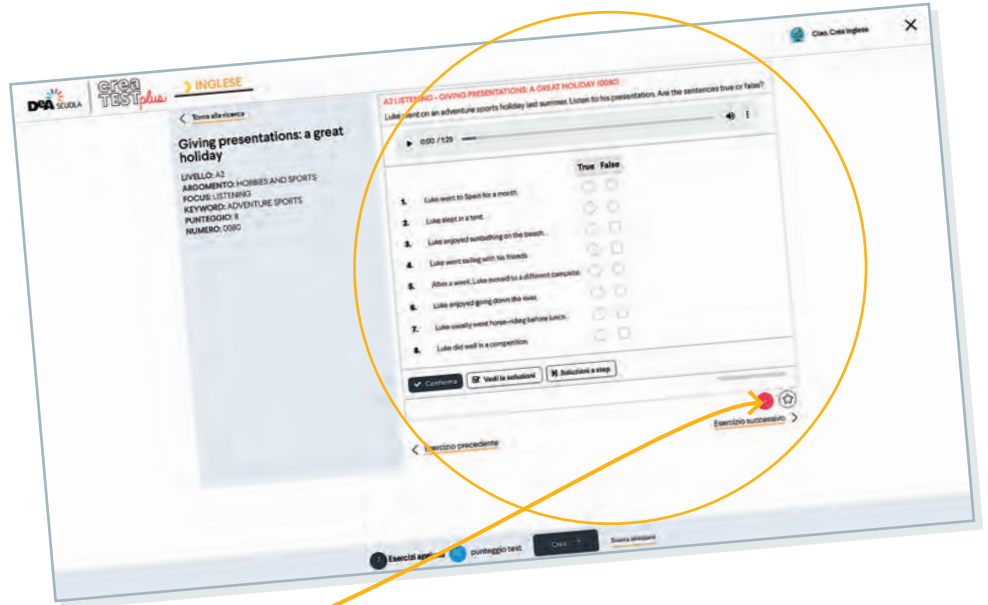 Ciao, Crea Inglese
DeA SCUOLA
crea TESTplus
INGLESE
Torna alla ricerca
Giving presentations: a great
holiday
LIVELLO: A2
ARGOMENTO: HOBBIES AND SPORTS
FOCUS: LISTENING
KEYWORD: ADVENTURE SPORTS
PUNTEGGIO: 8
NUMERO: 0080
A2 LISTENING - GIVING PRESENTATIONS: A GREAT HOLIDAY (0080)
Luke went on an adventure sports holiday last summer. Listen to his presentation. Are the sentences true or false?
0:00 / 1:29
True False
1. Luke went to Spain for a month.
2. Luke slept in a tent.
3. Luke enjoyed sunbathing on the beach.
4. Luke went sailing with his friends.
5. After a week, Luke moved to a different campsite.
6. Luke enjoyed going down the river.
7. Luke usually went horse-riding before lunch.
8. Luke did well in a competition.
Conferma Vedi le soluzioni Soluzioni a step
Esercizio precedente
Esercizio successivo
Esercizi
punteggio test
Crea